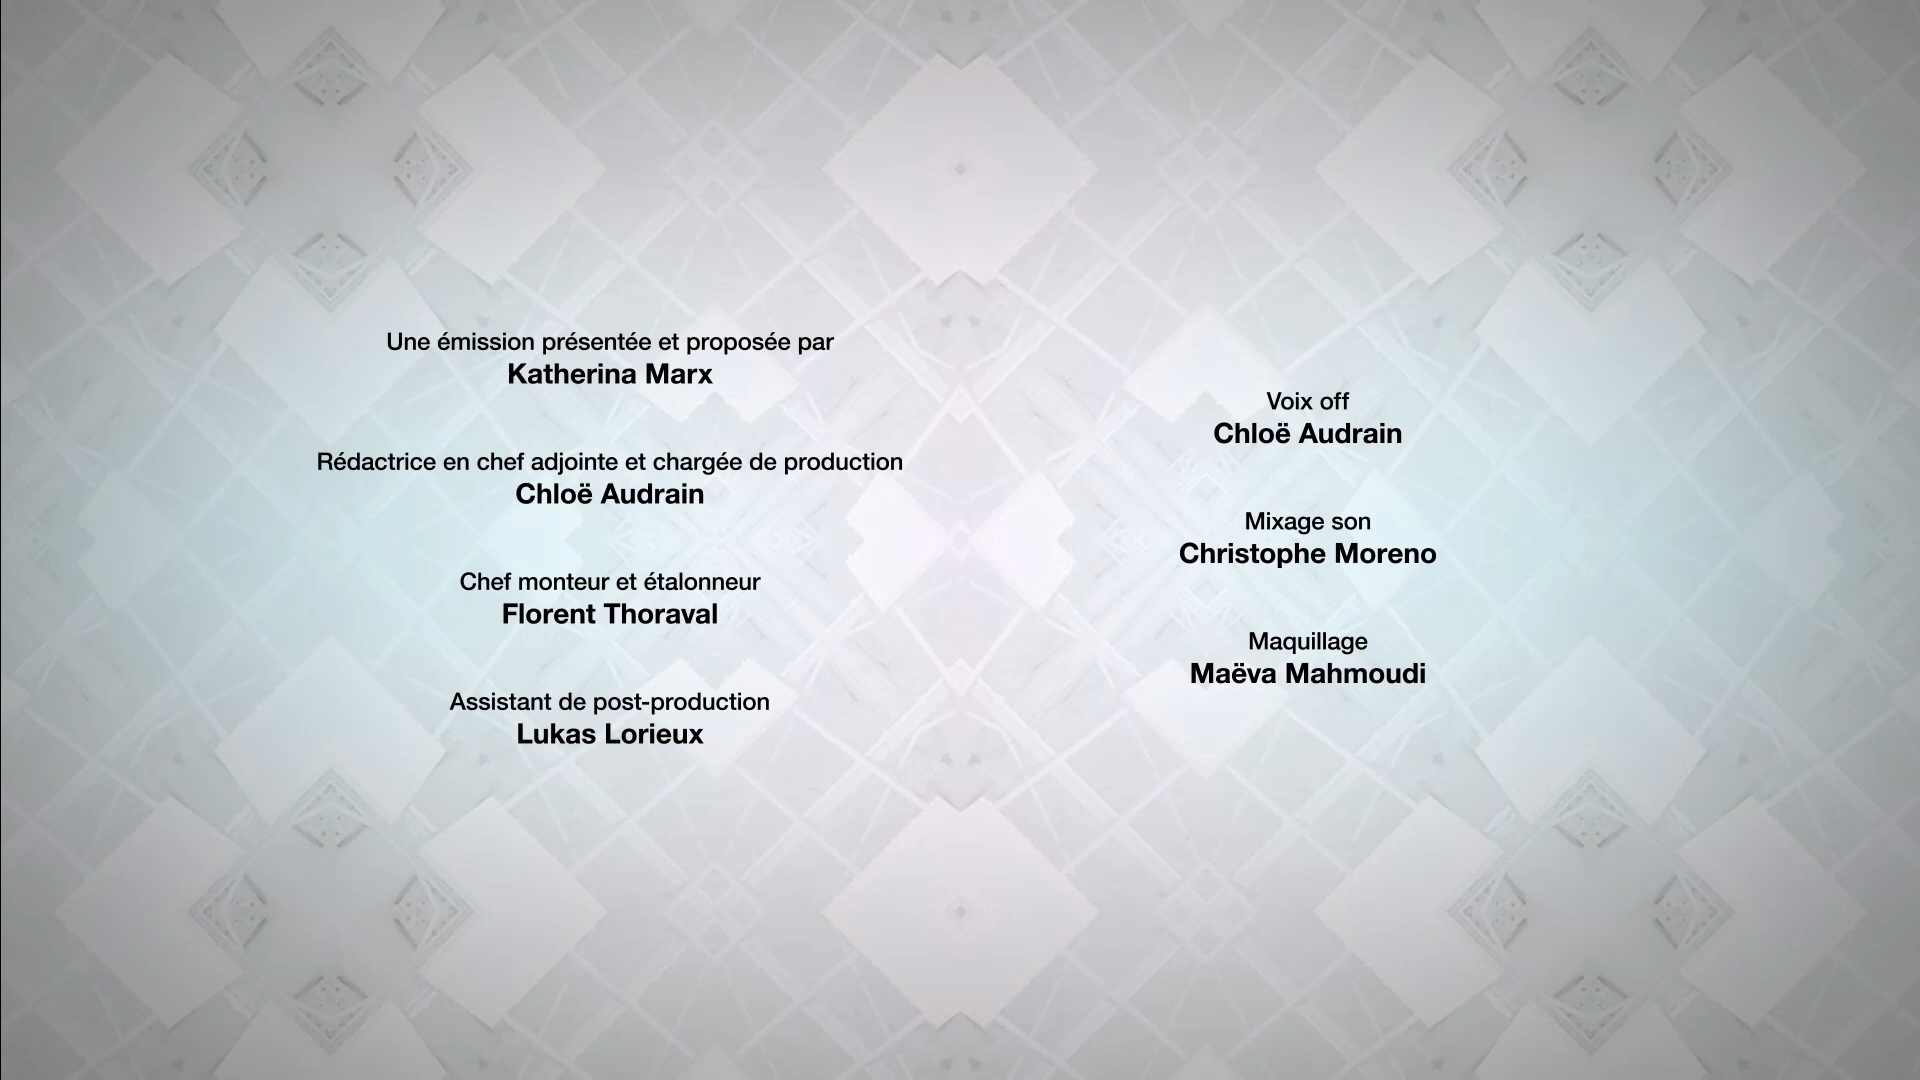 Une émission présentée et proposée par
Katherina Marx
Rédactrice en chef adjointe et chargée de production
Chloë Audrain
Chef monteur et étalonneur
Florent Thoraval
Assistant de post-production
Lukas Lorieux
Voix off
Chloë Audrain
Mixage son
Christophe Moreno
Maquillage
Maëva Mahmoudi